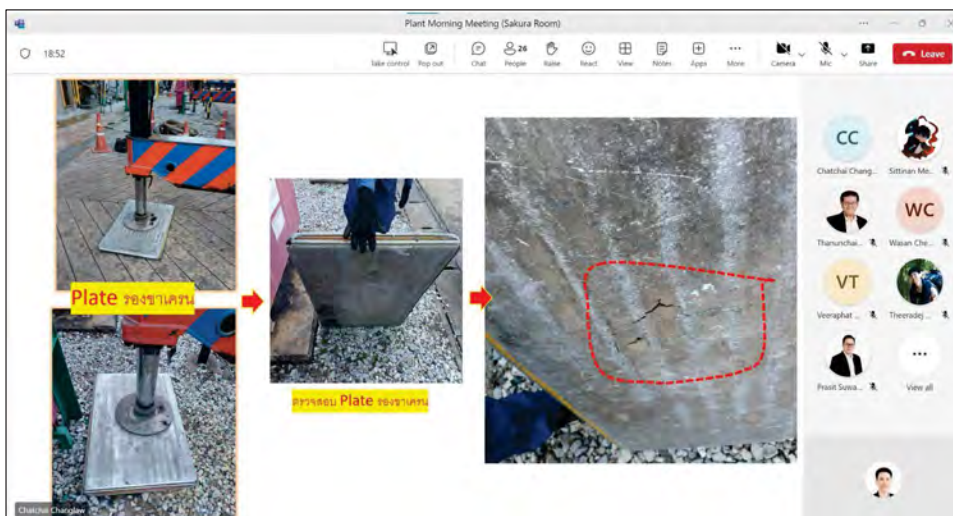 Plant Morning Meeting (Sakura Room)
18:52
Take control
Pop out
Chat
26
People
Raise
React
View
Notes
Apps
More
Camera
Mic
Share
Leave
Plate รองขาเครน
ตรวจสอบ Plate รองขาเครน
CC
Chatchai Chang...
Sittinan Me...
Thanunchai...
WC
Wasan Che...
VT
Veeraphat ...
Theeradej ...
Prasit Suwa...
View all
Chatchai Changlaw